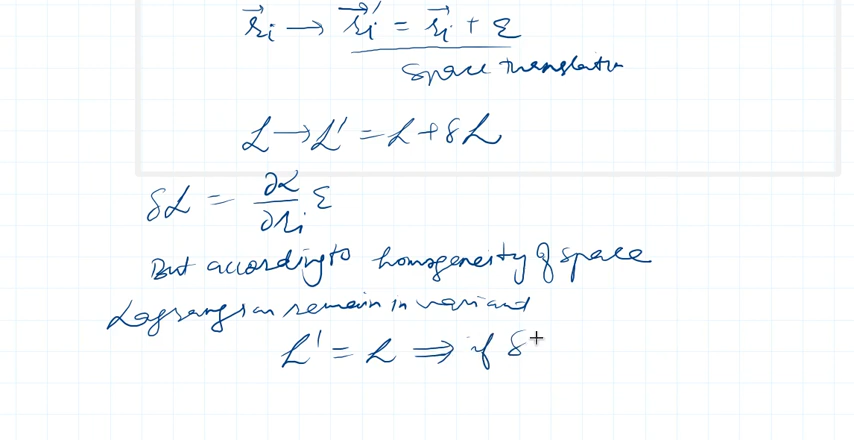 r⃗ᵢ → r⃗ᵢ' = r⃗ᵢ + ε
space translation
L → L' = L + δL
δL = ∂L/∂rᵢ ε
But according to homogeneity of space
Lagrangian remain invariant
L' = L ⇒ if δ